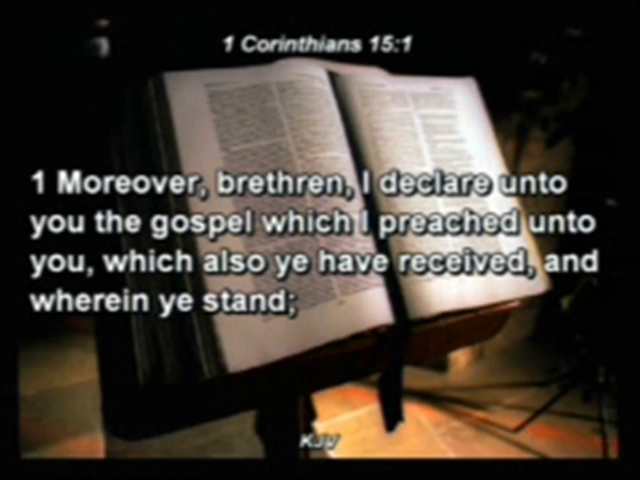 1 Corinthians 15:1
1 Moreover, brethren, I declare unto
you the gospel which I preached unto
you, which also ye have received, and
wherein ye stand;
KJV